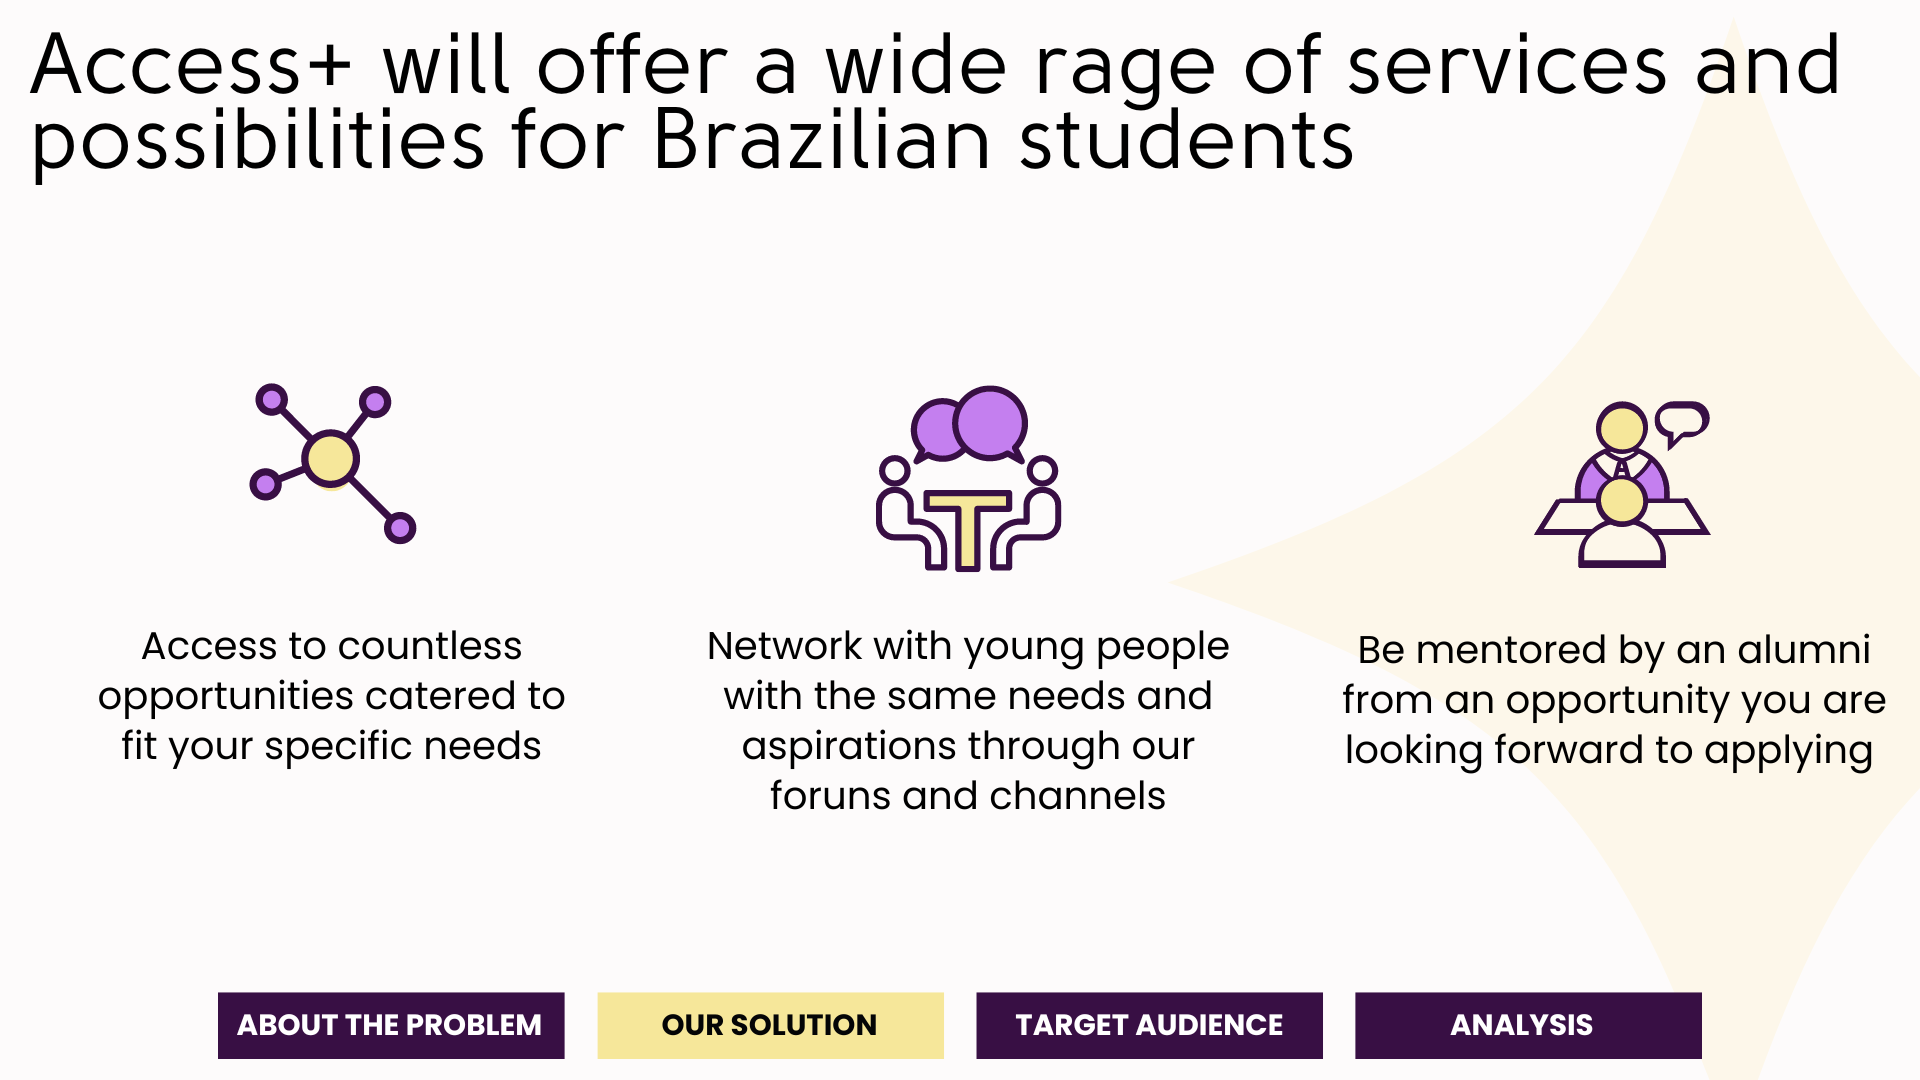 Access+ will offer a wide rage of services and
possibilities for Brazilian students
Access to countless
opportunities catered to
fit your specific needs
Network with young people
with the same needs and
aspirations through our
foruns and channels
Be mentored by an alumni
from an opportunity you are
looking forward to applying
ABOUT THE PROBLEM
OUR SOLUTION
TARGET AUDIENCE
ANALYSIS